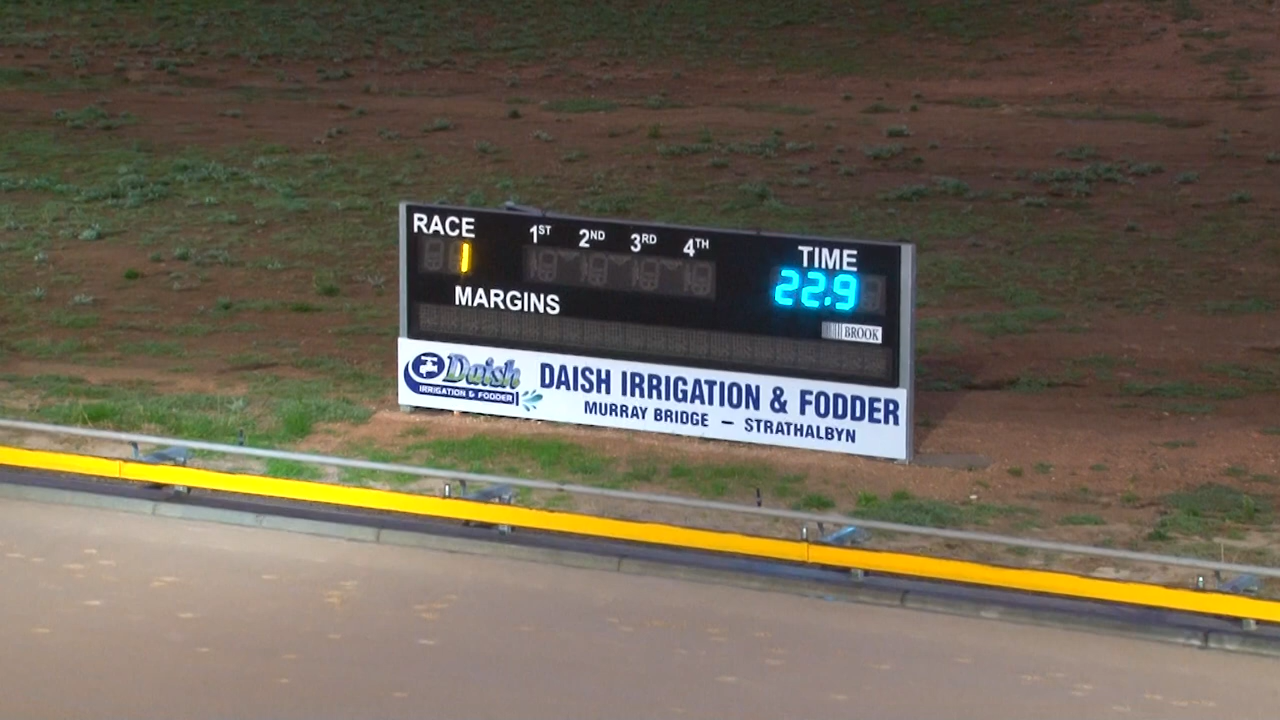 RACE 1ST 2ND 3RD 4TH TIME
1 22.9
MARGINS
BROOK
Daish
IRRIGATION & FODDER
DAISH IRRIGATION & FODDER
MURRAY BRIDGE – STRATHALBYN